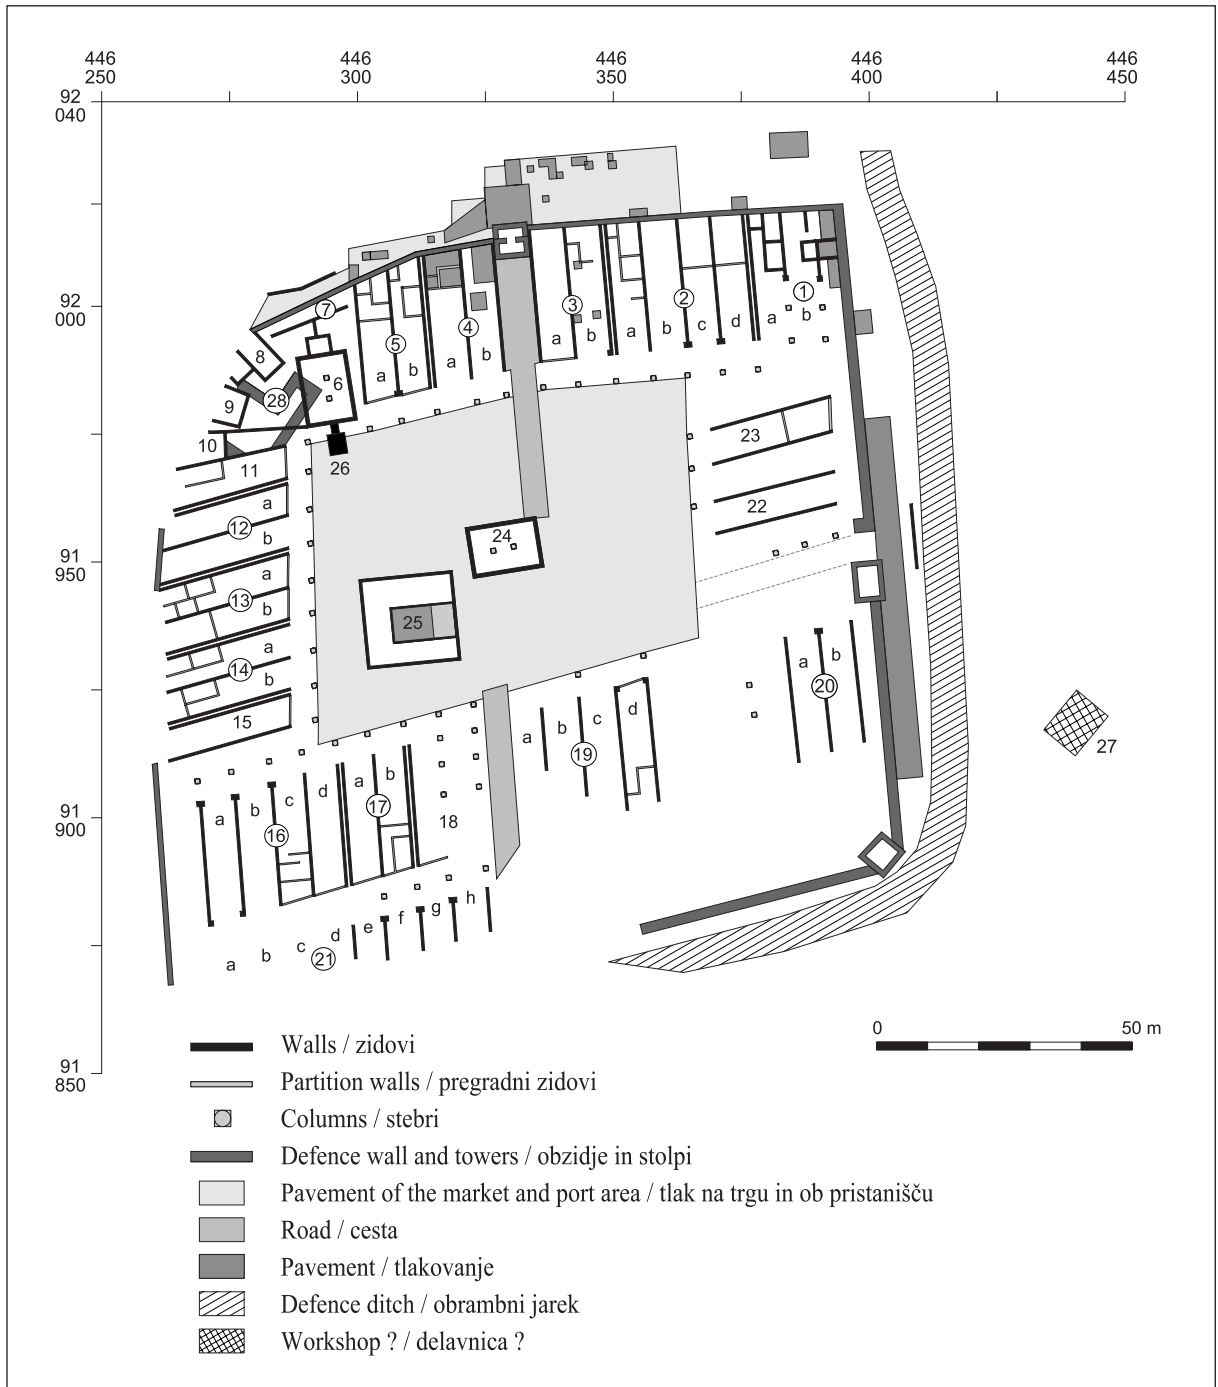 446 446 446 446 446
250 300 350 400 450
92
040
92
000
91
950
91
900
91
850
7
3
2
1
4
5
a b
a b
a b c d
a b
a b
8
6
9
28
10
11
26
23
22
24
25
a
12
b
a
13
b
a
14
b
15
a b c d
16
a b
17
18
a b c d
19
a b
20
27
a b c d e f g h
21
0 50 m
Walls / zidovi
Partition walls / pregradni zidovi
Columns / stebri
Defence wall and towers / obzidje in stolpi
Pavement of the market and port area / tlak na trgu in ob pristanišču
Road / cesta
Pavement / tlakovanje
Defence ditch / obrambni jarek
Workshop ? / delavnica ?